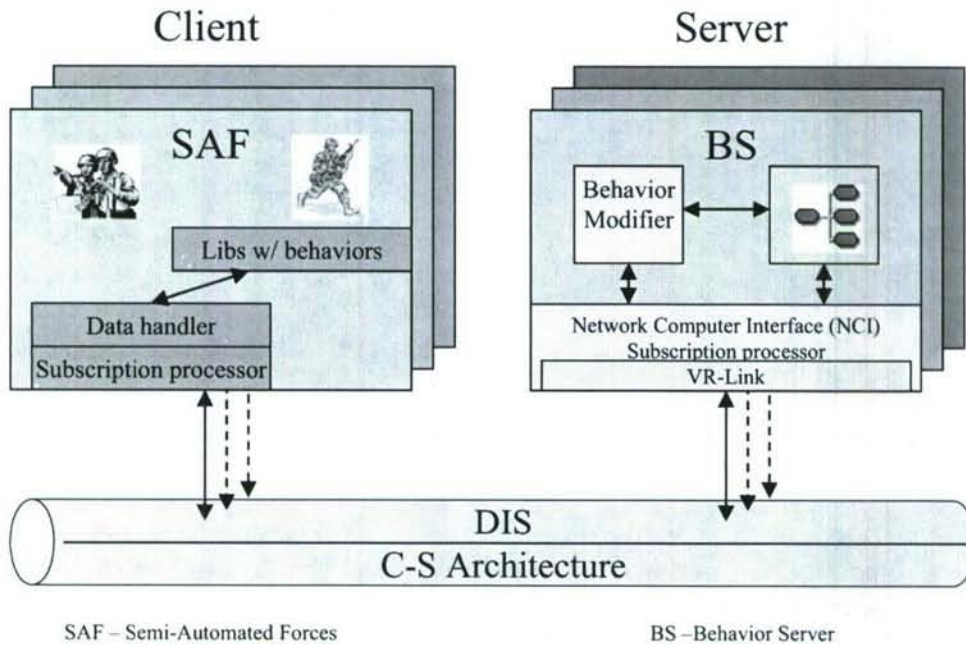 Client
Server
SAF
BS
Behavior
Modifier
Libs w/ behaviors
Data handler
Subscription processor
Network Computer Interface (NCI)
Subscription processor
VR-Link
DIS
C-S Architecture
SAF – Semi-Automated Forces
BS –Behavior Server